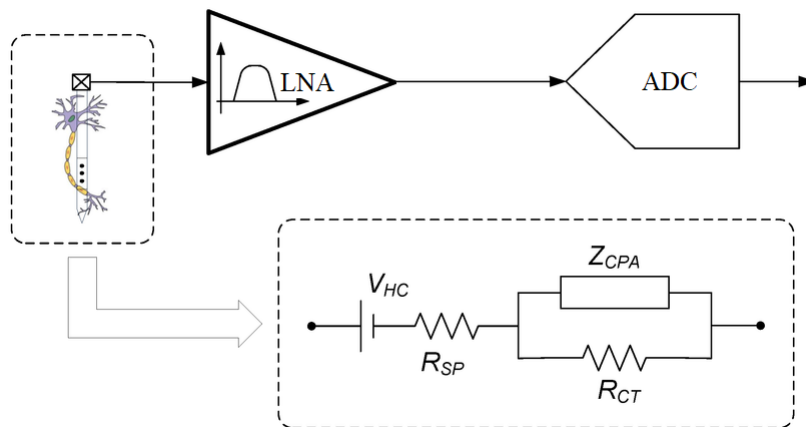 LNA
ADC
Z_CPA
V_HC
R_SP
R_CT